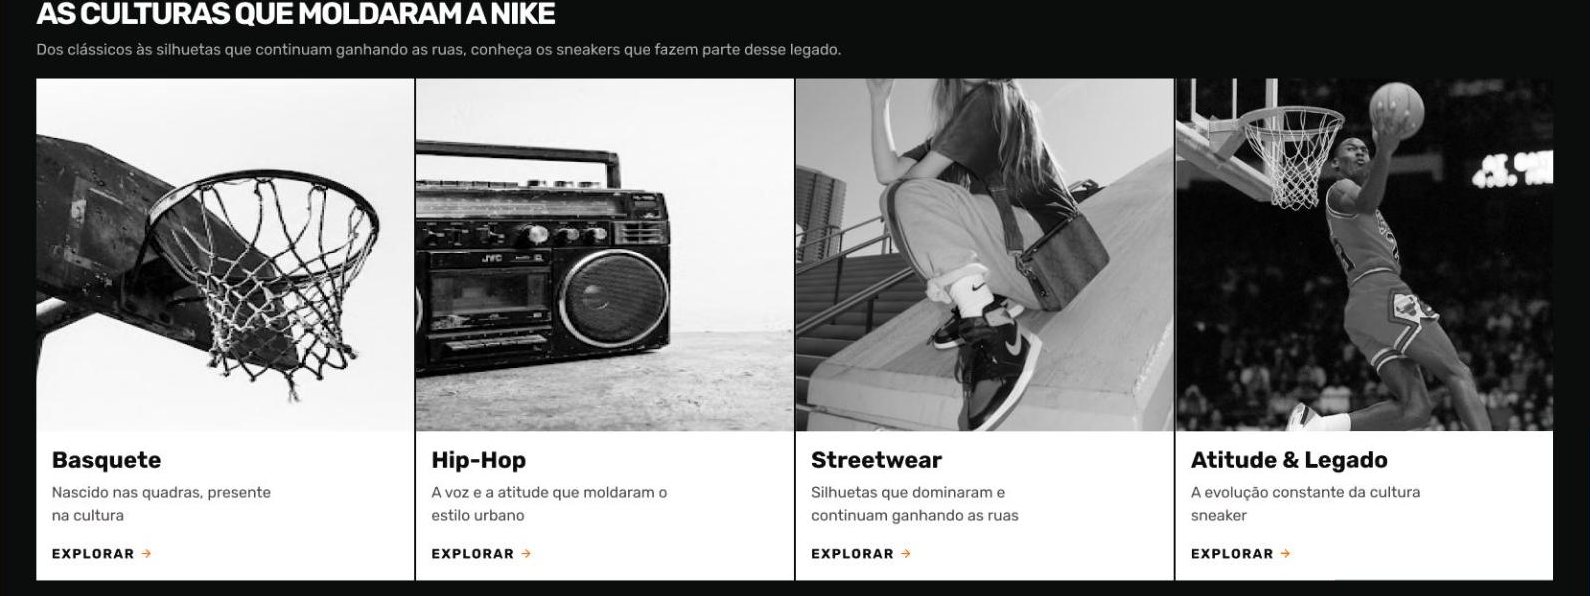 AS CULTURAS QUE MOLDARAM A NIKE
Dos clássicos às silhuetas que continuam ganhando as ruas, conheça os sneakers que fazem parte desse legado.
JVC
Basquete
Nascido nas quadras, presente
na cultura
EXPLORAR →
Hip-Hop
A voz e a atitude que moldaram o
estilo urbano
EXPLORAR →
Streetwear
Silhuetas que dominaram e
continuam ganhando as ruas
EXPLORAR →
Atitude & Legado
A evolução constante da cultura
sneaker
EXPLORAR →